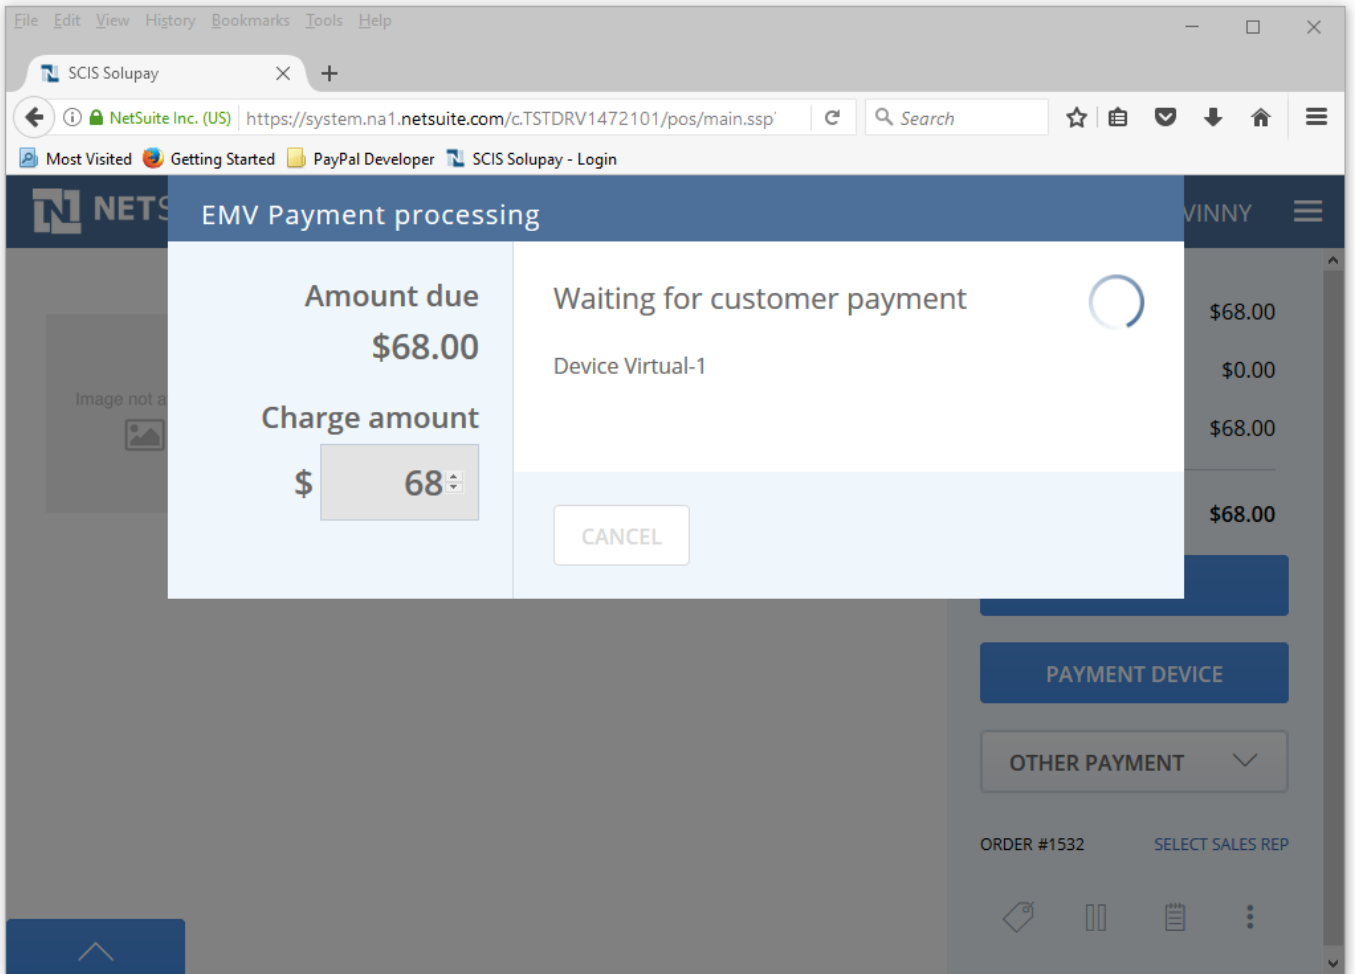 File Edit View History Bookmarks Tools Help
SCIS Solupay
NetSuite Inc. (US) https://system.na1.netsuite.com/c.TSTDRV1472101/pos/main.ssp
Search
Most Visited Getting Started PayPal Developer SCIS Solupay - Login
NETS
EMV Payment processing
VINNY
Amount due
$68.00
Charge amount
$ 68
Waiting for customer payment
Device Virtual-1
CANCEL
Image not a
$68.00
$0.00
$68.00
$68.00
PAYMENT DEVICE
OTHER PAYMENT
ORDER #1532 SELECT SALES REP